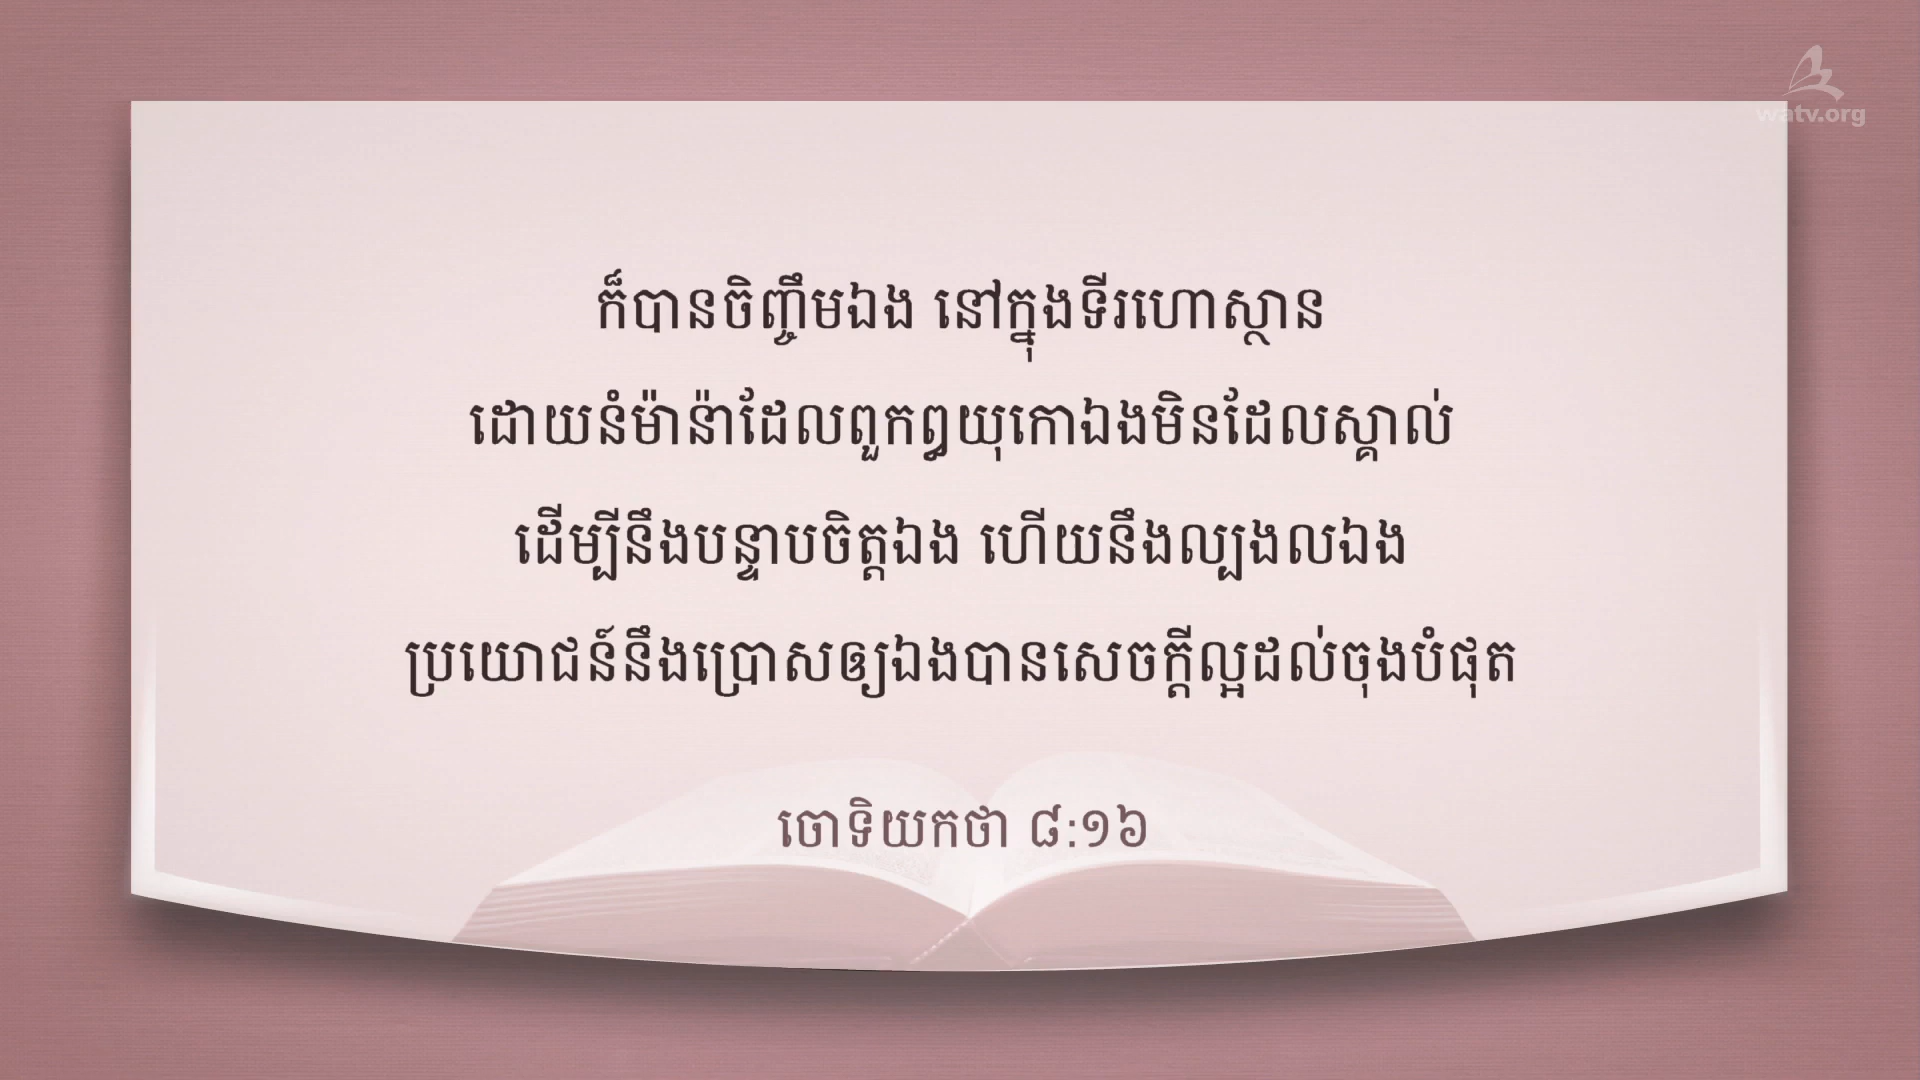 watv.org
ក៏បានចិញ្ចឹមឯង នៅក្នុងទីរហោស្ថាន
ដោយនំម៉ាន៉ាដែលពួកឰយុកោឯងមិនដែលស្គាល់
ដើម្បីនឹងបន្ទាបចិត្តឯង ហើយនឹងល្បងលឯង
ប្រយោជន៍នឹងប្រោសឲ្យឯងបានសេចក្ដីល្អដល់ចុងបំផុត
ចោទិយកថា ៨:១៦